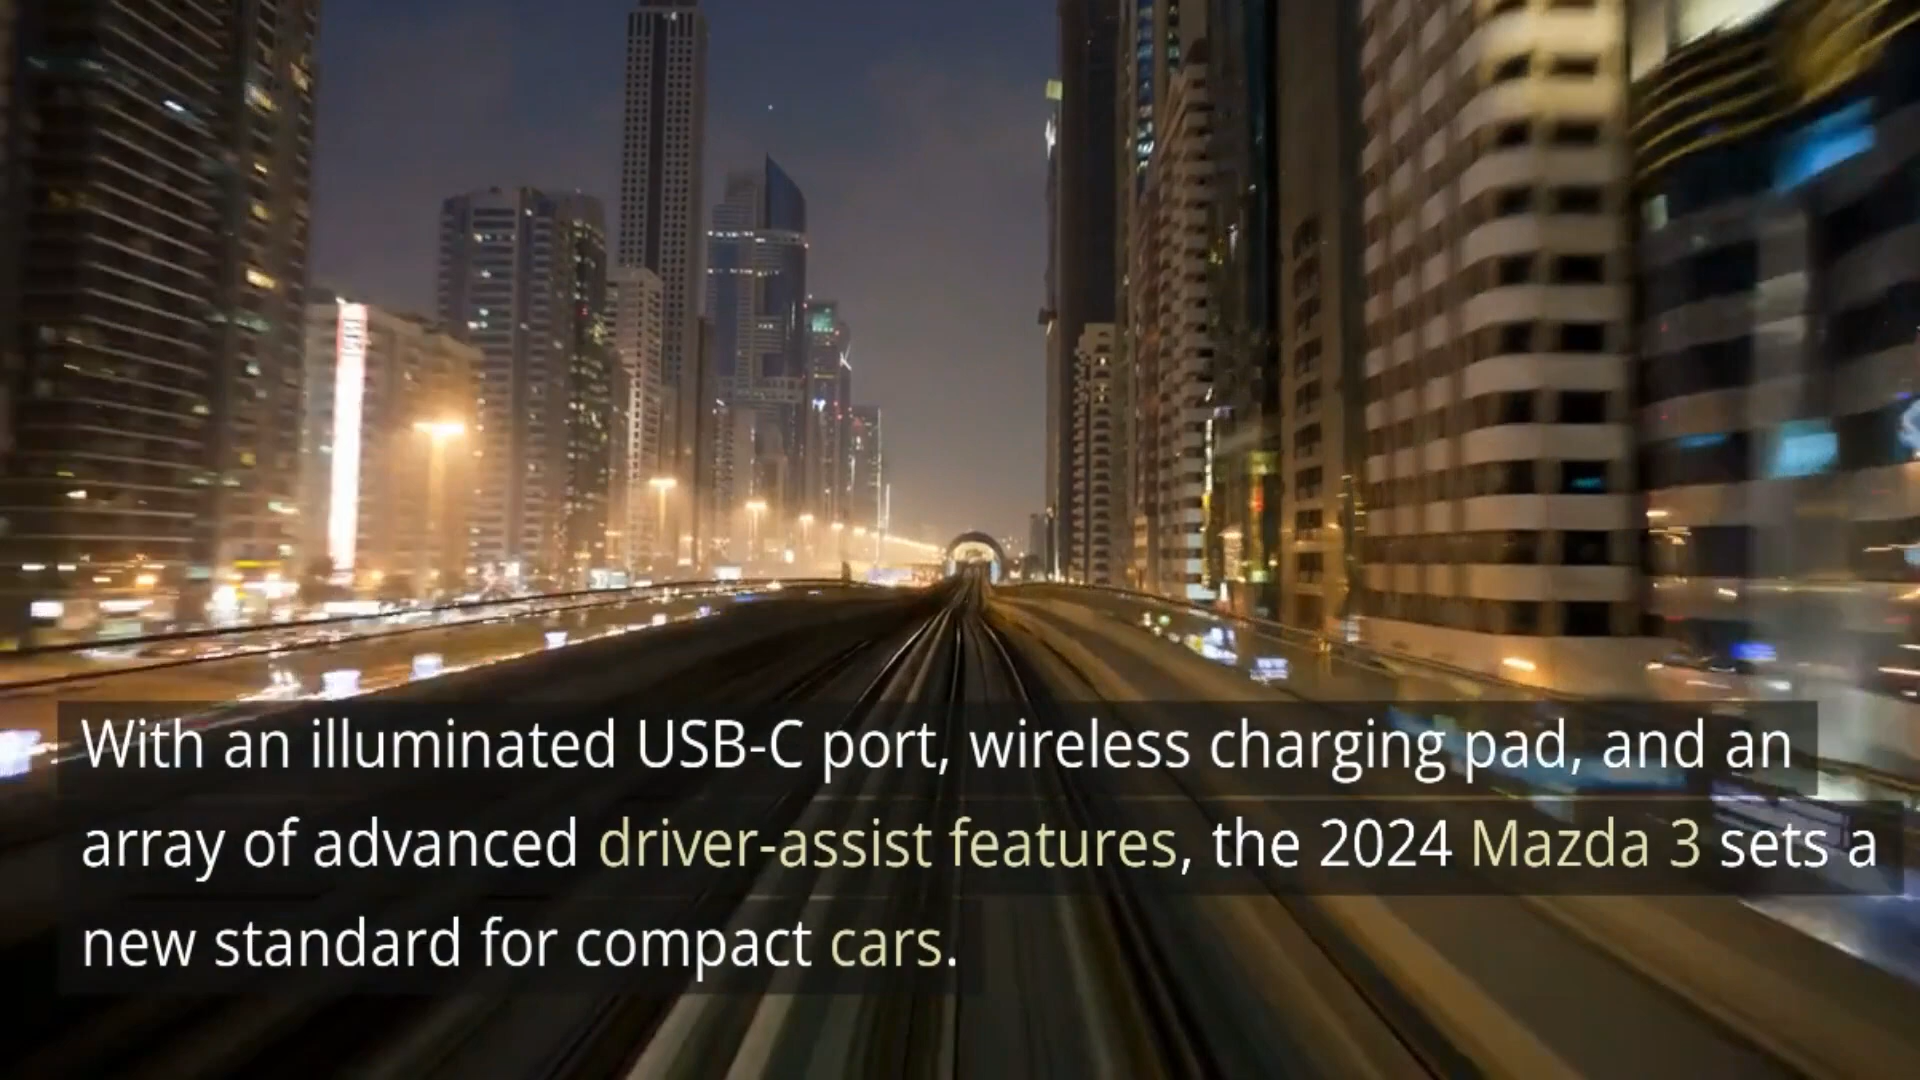 With an illuminated USB-C port, wireless charging pad, and an
array of advanced driver-assist features, the 2024 Mazda 3 sets a
new standard for compact cars.